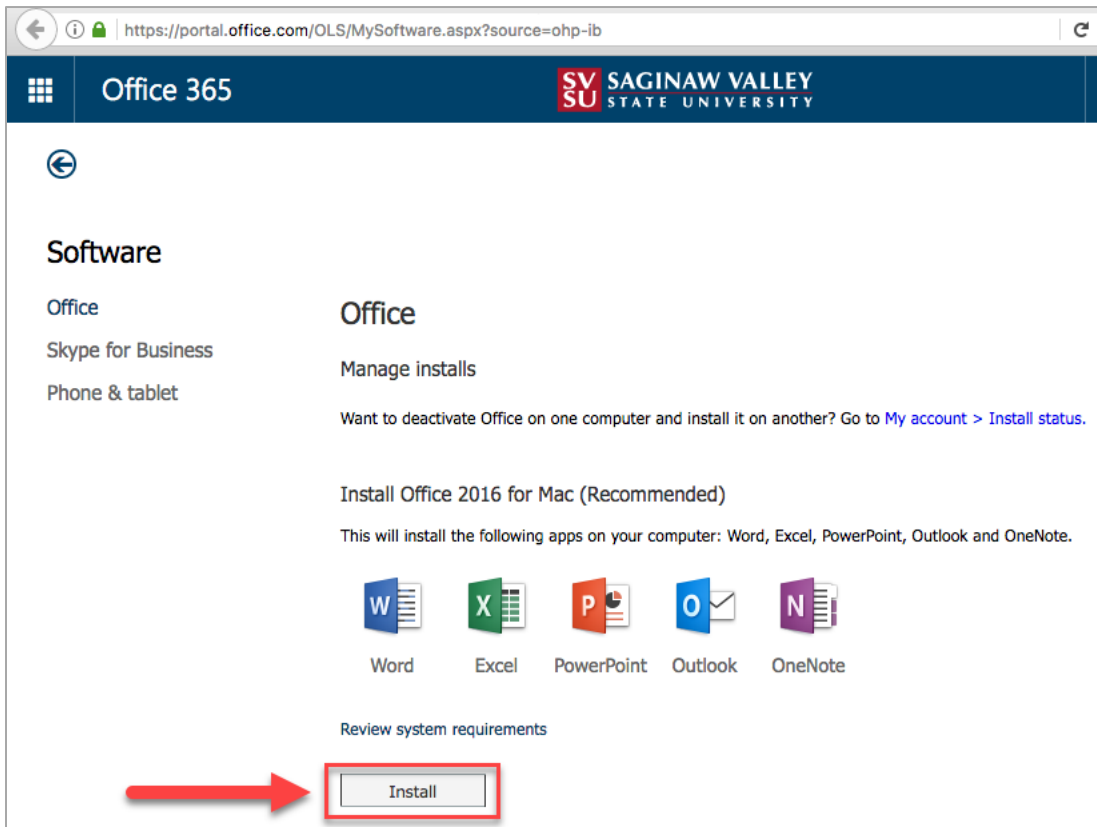 https://portal.office.com/OLS/MySoftware.aspx?source=ohp-ib
Office 365
SV SU SAGINAW VALLEY
STATE UNIVERSITY
Software
Office
Skype for Business
Phone & tablet
Office
Manage installs
Want to deactivate Office on one computer and install it on another? Go to My account > Install status.
Install Office 2016 for Mac (Recommended)
This will install the following apps on your computer: Word, Excel, PowerPoint, Outlook and OneNote.
W X P O N
Word Excel PowerPoint Outlook OneNote
Review system requirements
Install